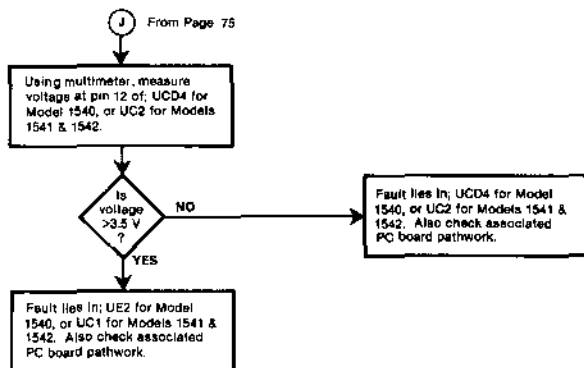 J From Page 75
Using multimeter, measure
voltage at pin 12 of; UCD4 for
Model 1540, or UC2 for Models
1541 & 1542.
Is
voltage
>3.5 V
?
NO
Fault lies in; UCD4 for Model
1540, or UC2 for Models 1541 &
1542. Also check associated
PC board pathwork.
YES
Fault lies in; UE2 for Model
1540, or UC1 for Models 1541 &
1542. Also check associated
PC board pathwork.